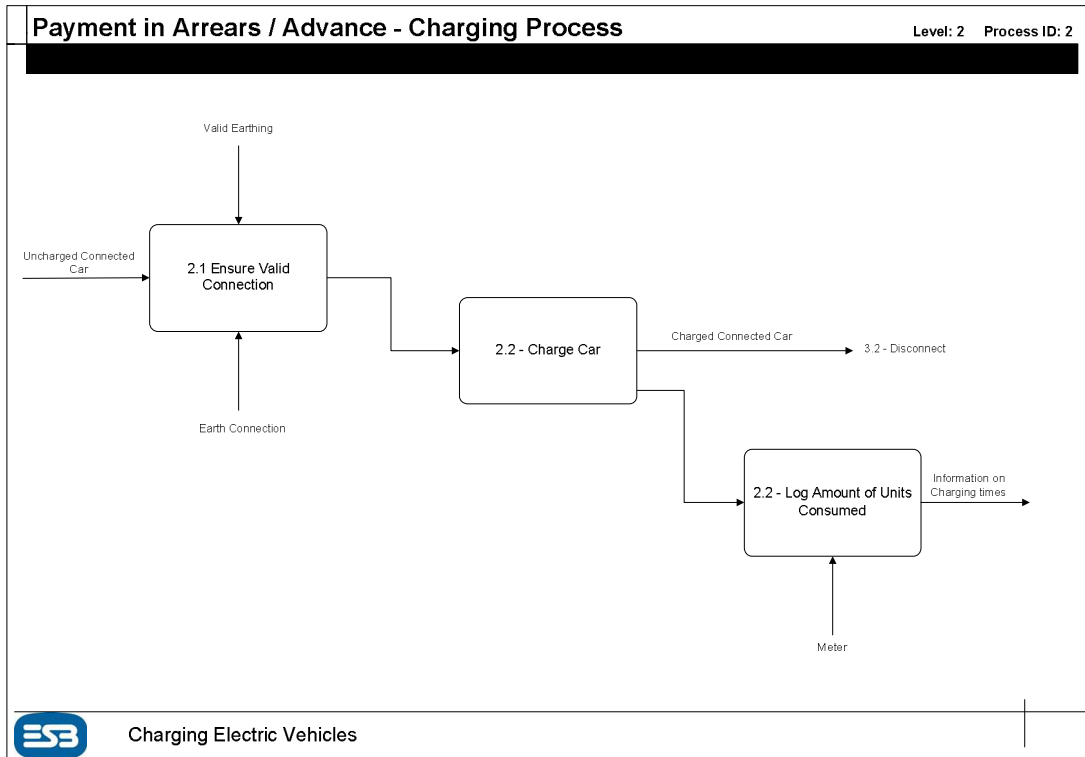 Payment in Arrears / Advance - Charging Process
Level: 2 Process ID: 2
Valid Earthing
Uncharged Connected
Car
2.1 Ensure Valid
Connection
Earth Connection
2.2 - Charge Car
Charged Connected Car
3.2 - Disconnect
2.2 - Log Amount of Units
Consumed
Information on
Charging times
Meter
ESB
Charging Electric Vehicles